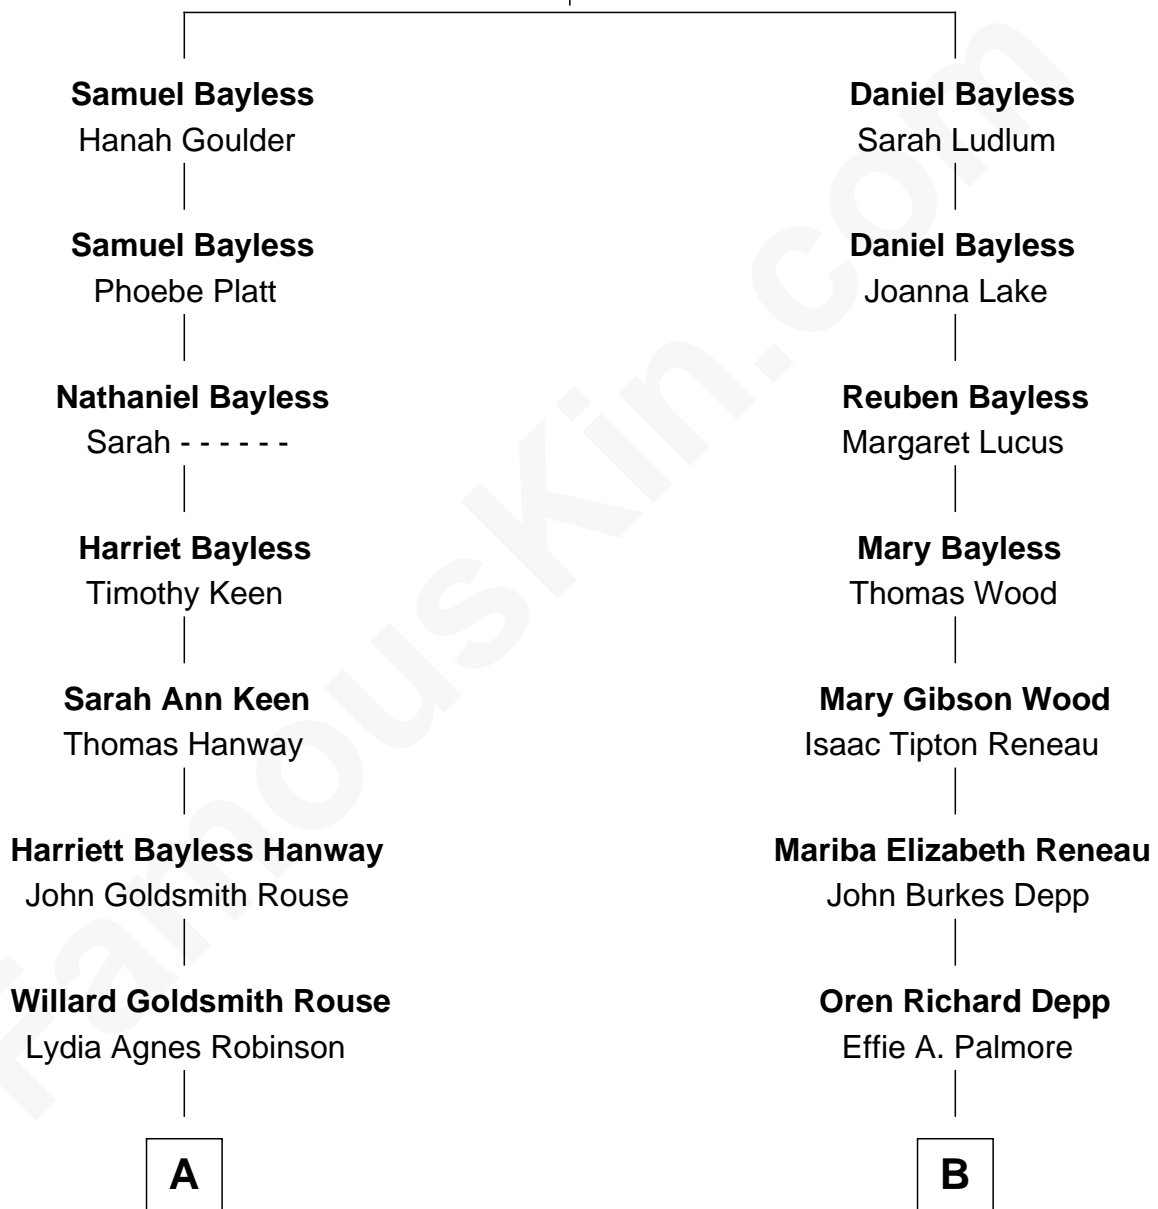 Samuel Bayless
Hanah Goulder
Samuel Bayless
Phoebe Platt
Nathaniel Bayless
Sarah - - - - - -
Harriet Bayless
Timothy Keen
Sarah Ann Keen
Thomas Hanway
Harriett Bayless Hanway
John Goldsmith Rouse
Willard Goldsmith Rouse
Lydia Agnes Robinson
A
Daniel Bayless
Sarah Ludlum
Daniel Bayless
Joanna Lake
Reuben Bayless
Margaret Lucus
Mary Bayless
Thomas Wood
Mary Gibson Wood
Isaac Tipton Reneau
Mariba Elizabeth Reneau
John Burkes Depp
Oren Richard Depp
Effie A. Palmore
B
FamousKin.com